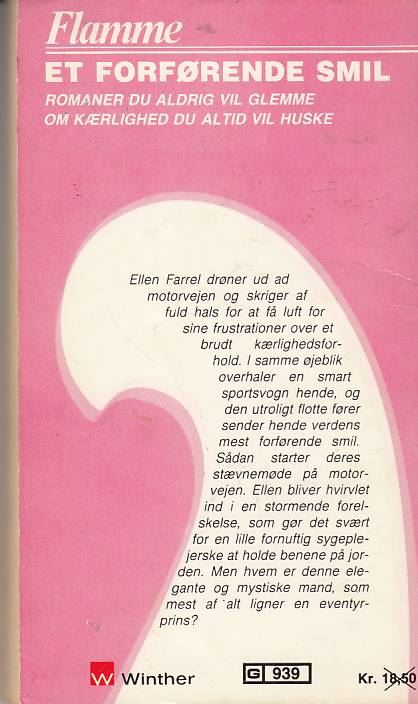 Flamme
ET FORFØRENDE SMIL
ROMANER DU ALDRIG VIL GLEMME
OM KÆRLIGHED DU ALTID VIL HUSKE
Ellen Farrel drøner ud ad
motorvejen og skriger af
fuld hals for at få luft for
sine frustrationer over et
brudt kærlighedsfor-
hold. I samme øjeblik
overhaler en smart
sportsvogn hende, og
den utroligt flotte fører
sender hende verdens
mest forførende smil.
Sådan starter deres
stævnemøde på motor-
vejen. Ellen bliver hvirvlet
ind i en stormende forel-
skelse, som gør det svært
for en lille fornuftig sygeple-
jerske at holde benene på jor-
den. Men hvem er denne ele-
gante og mystiske mand, som
mest af alt ligner en eventyr-
prins?
W Winther
G 939
Kr. 18,50